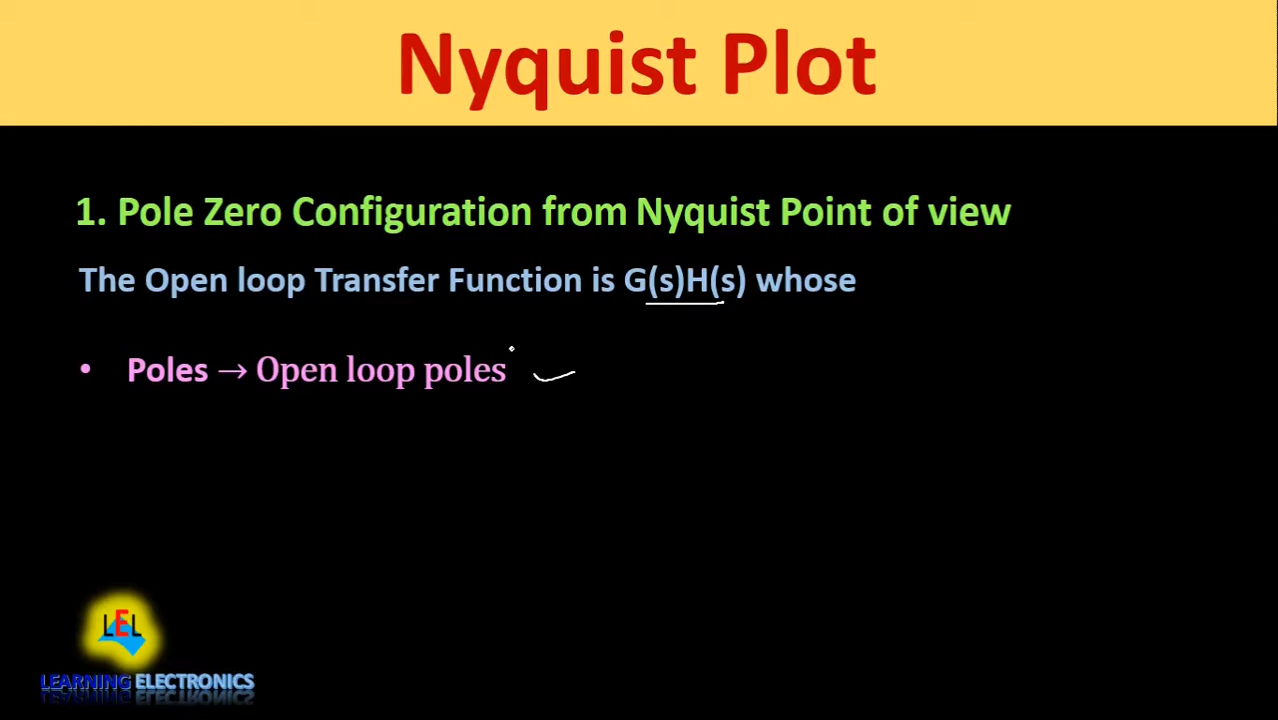 Nyquist Plot
1. Pole Zero Configuration from Nyquist Point of view
The Open loop Transfer Function is G(s)H(s) whose
• Poles → Open loop poles
LEL
LEARNING ELECTRONICS